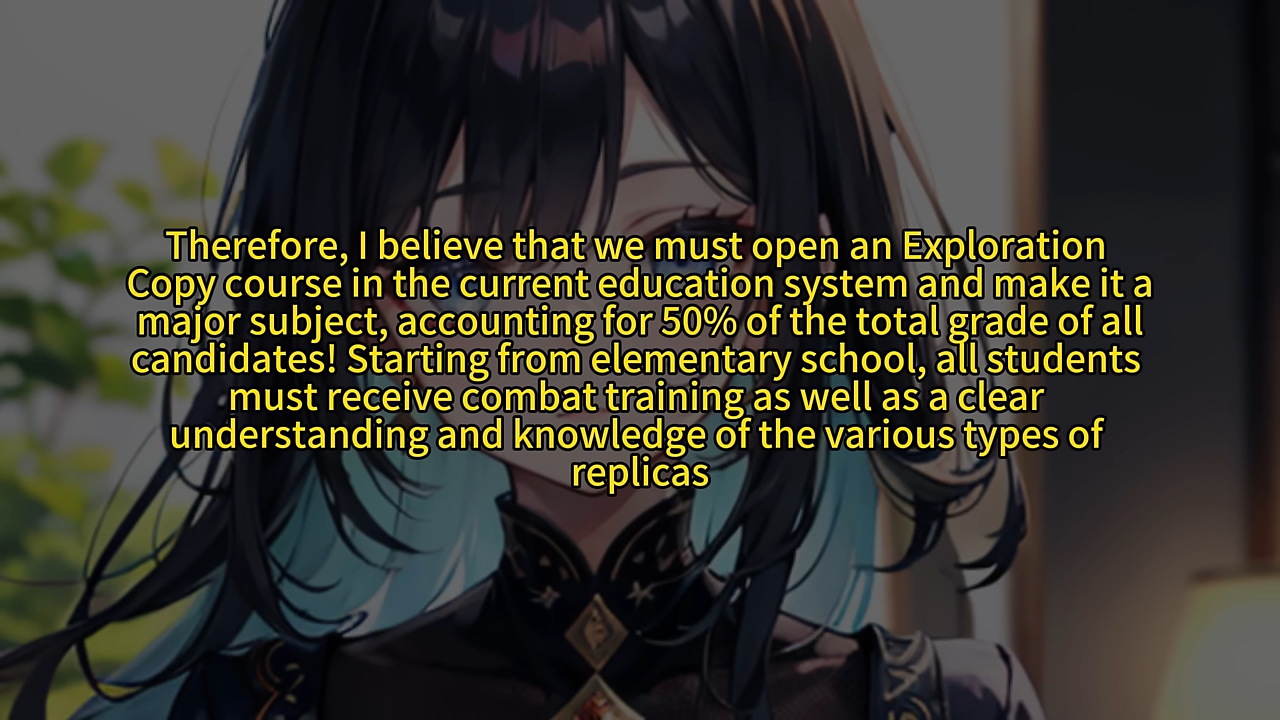 Therefore, I believe that we must open an Exploration
Copy course in the current education system and make it a
major subject, accounting for 50% of the total grade of all
candidates! Starting from elementary school, all students
must receive combat training as well as a clear
understanding and knowledge of the various types of
replicas